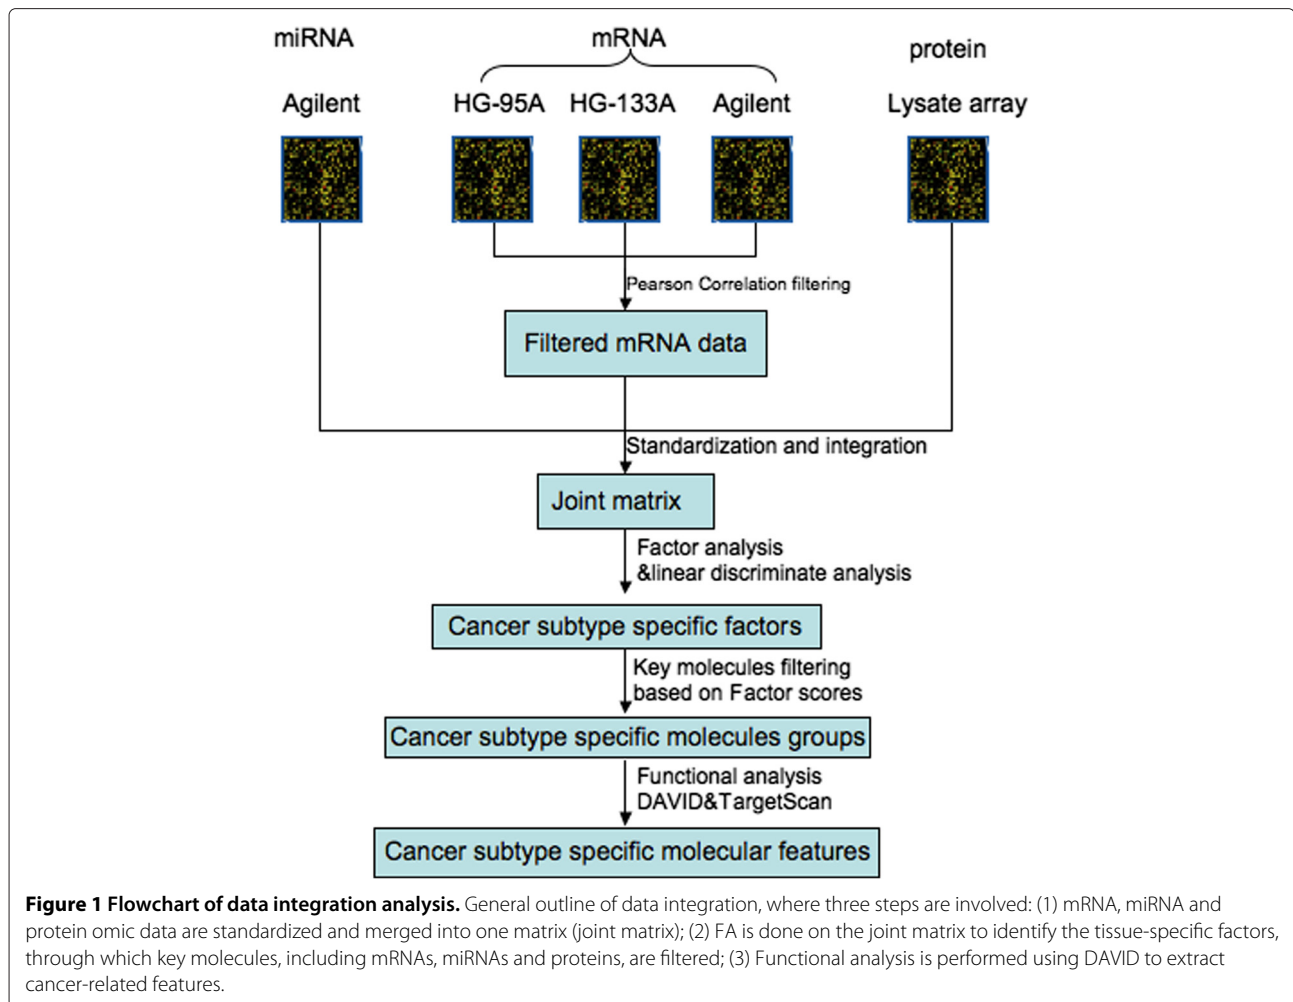 miRNA
mRNA
protein
Agilent
HG-95A
HG-133A
Agilent
Lysate array
Pearson Correlation filtering
Filtered mRNA data
Standardization and integration
Joint matrix
Factor analysis
&linear discriminate analysis
Cancer subtype specific factors
Key molecules filtering
based on Factor scores
Cancer subtype specific molecules groups
Functional analysis
DAVID&TargetScan
Cancer subtype specific molecular features
Figure 1 Flowchart of data integration analysis. General outline of data integration, where three steps are involved: (1) mRNA, miRNA and
protein omic data are standardized and merged into one matrix (joint matrix); (2) FA is done on the joint matrix to identify the tissue-specific factors,
through which key molecules, including mRNAs, miRNAs and proteins, are filtered; (3) Functional analysis is performed using DAVID to extract
cancer-related features.